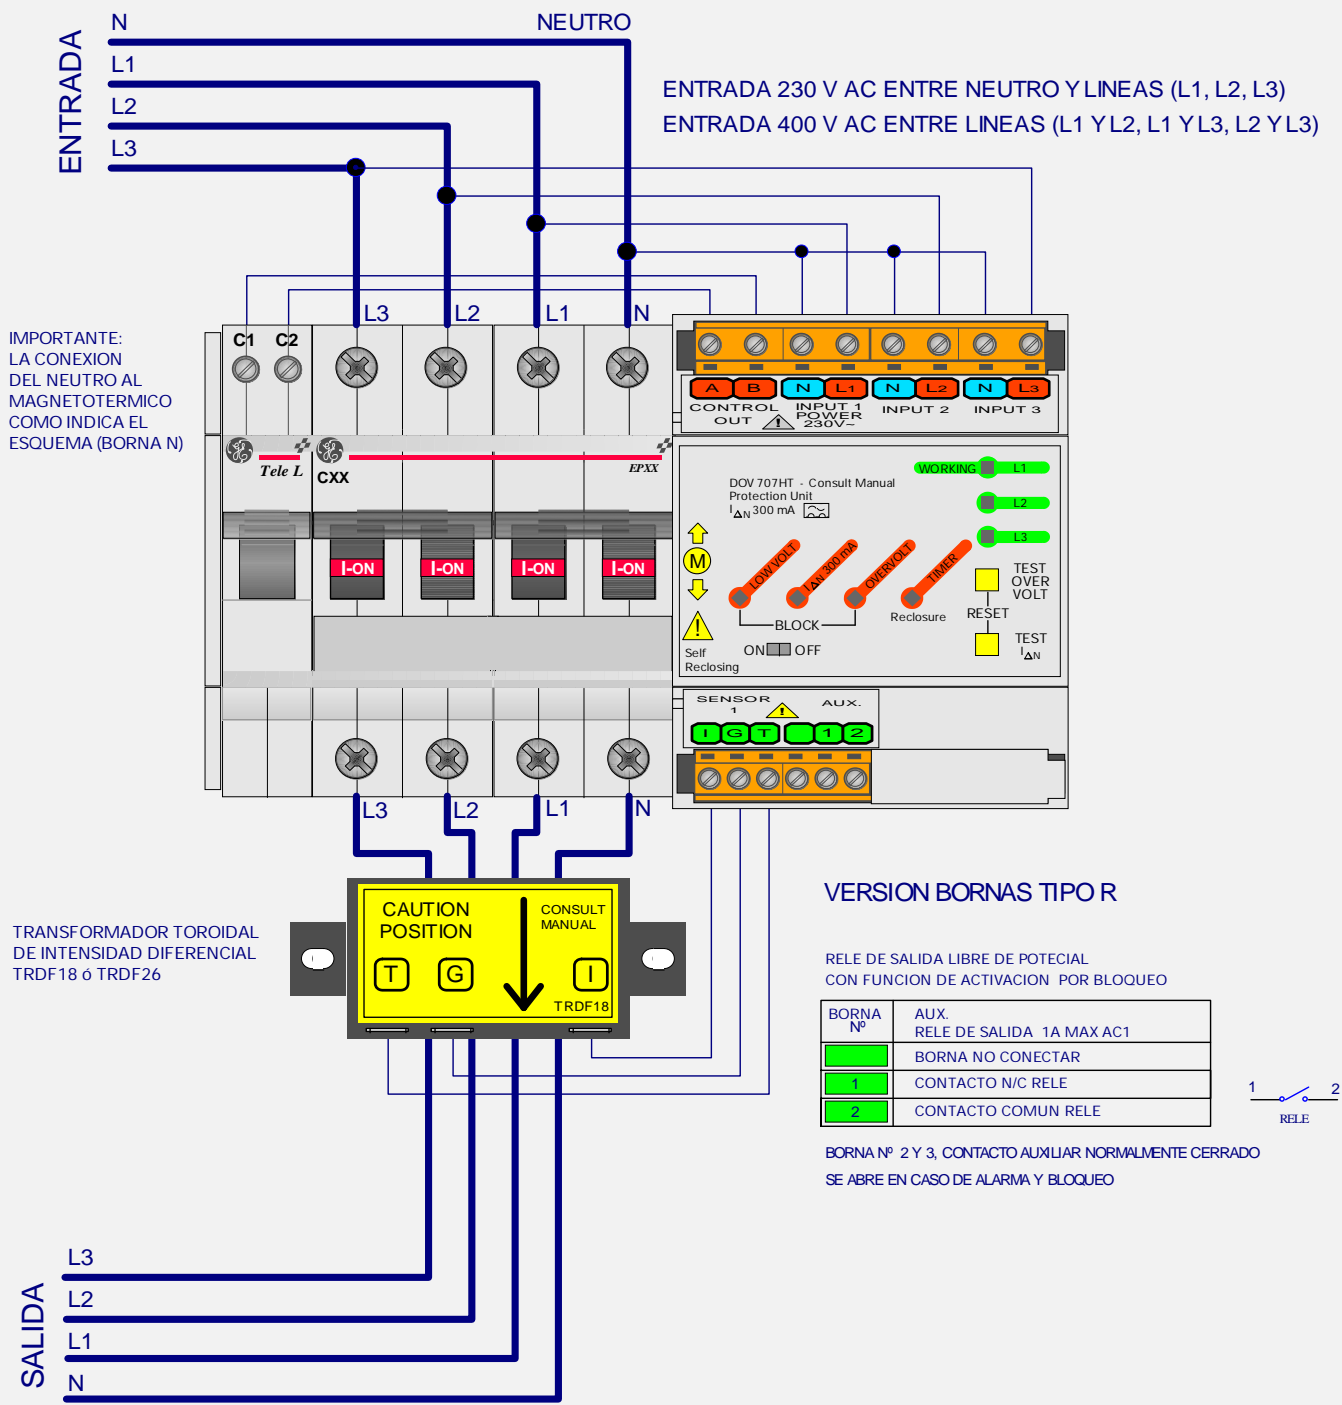 N
NEUTRO
L1
L2
L3
ENTRADA
ENTRADA 230 V AC ENTRE NEUTRO Y LINEAS (L1, L2, L3)
ENTRADA 400 V AC ENTRE LINEAS (L1 Y L2, L1 Y L3, L2 Y L3)
L3
L2
L1
N
IMPORTANTE:
LA CONEXION
DEL NEUTRO AL
MAGNETOTERMICO
COMO INDICA EL
ESQUEMA (BORNA N)
C1
C2
Tele L
CXX
EPXX
I-ON
I-ON
I-ON
I-ON
A
B
N
L1
N
L2
N
L3
CONTROL
OUT
INPUT 1
POWER
230V~
INPUT 2
INPUT 3
WORKING
L1
L2
L3
DOV 707HT - Consult Manual
Protection Unit
I△N 300 mA
M
LOW VOLT
I△N 300 mA
OVERVOLT
TIMER
BLOCK
Reclosure
ON
OFF
!
Self
Reclosing
TEST
OVER
VOLT
RESET
TEST
I△N
SENSOR
1
!
AUX.
I
G
T
1
2
L3
L2
L1
N
CAUTION
POSITION
CONSULT
MANUAL
T
G
I
TRDF18
TRANSFORMADOR TOROIDAL
DE INTENSIDAD DIFERENCIAL
TRDF18 ó TRDF26
VERSION BORNAS TIPO R
RELE DE SALIDA LIBRE DE POTECIAL
CON FUNCION DE ACTIVACION POR BLOQUEO
BORNA
Nº
AUX.
RELE DE SALIDA 1A MAX AC1
BORNA NO CONECTAR
1
CONTACTO N/C RELE
2
CONTACTO COMUN RELE
1
2
RELE
BORNA Nº 2 Y 3, CONTACTO AUXILIAR NORMALMENTE CERRADO
SE ABRE EN CASO DE ALARMA Y BLOQUEO
L3
L2
L1
N
SALIDA